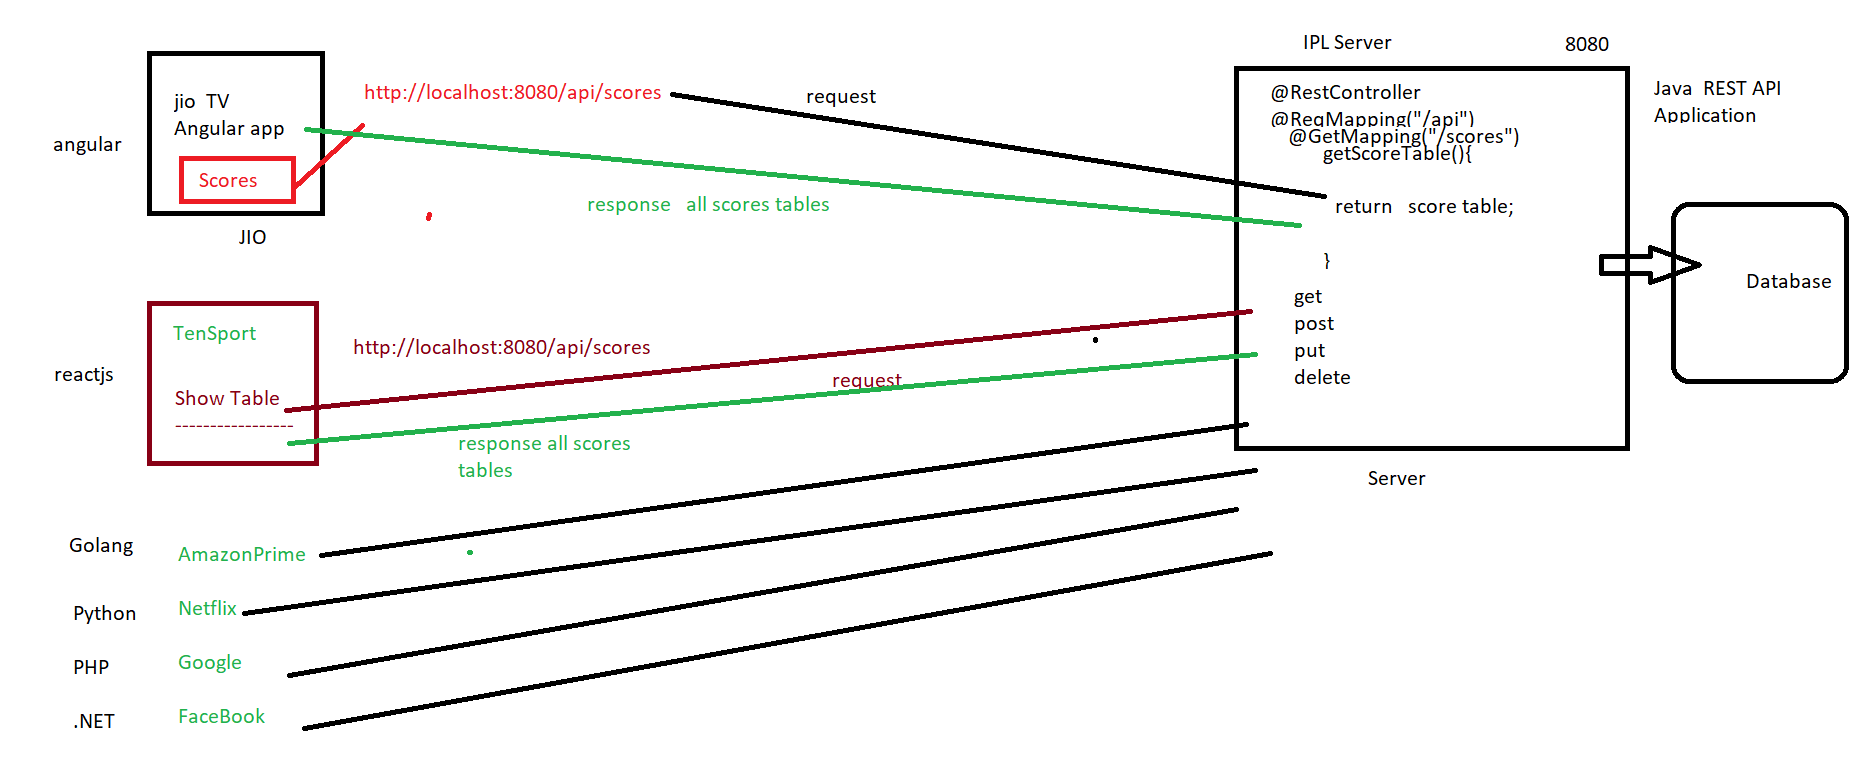 IPL Server 8080
jio TV
Angular app
angular
Scores
JIO
http://localhost:8080/api/scores
request
response all scores tables
@RestController
@ReqMapping("/api")
@GetMapping("/scores")
getScoreTable(){
return score table;
}
get
post
put
delete
Server
Java REST API
Application
Database
reactjs
TenSport
Show Table
-----------------
http://localhost:8080/api/scores
request
response all scores
tables
Golang AmazonPrime
Python Netflix
PHP Google
.NET FaceBook